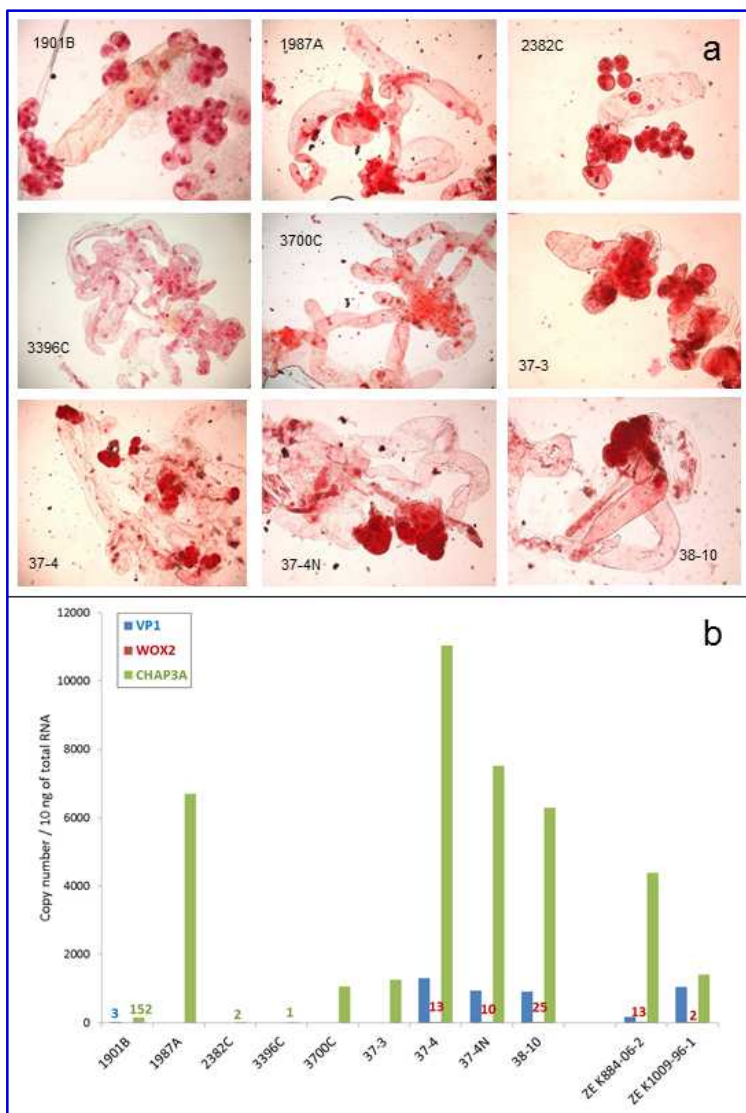 1901B
1987A
2382C
a
3396C
3700C
37-3
37-4
37-4N
38-10
b
12000
10000
8000
6000
4000
2000
0
Copy number / 10 ng of total RNA
VP1
WOX2
CHAP3A
3
152
2
1
13
10
25
13
2
1901B
1987A
2382C
3396C
3700C
37-3
37-4
37-4N
38-10
ZE K884-06-2
ZE K1009-96-1